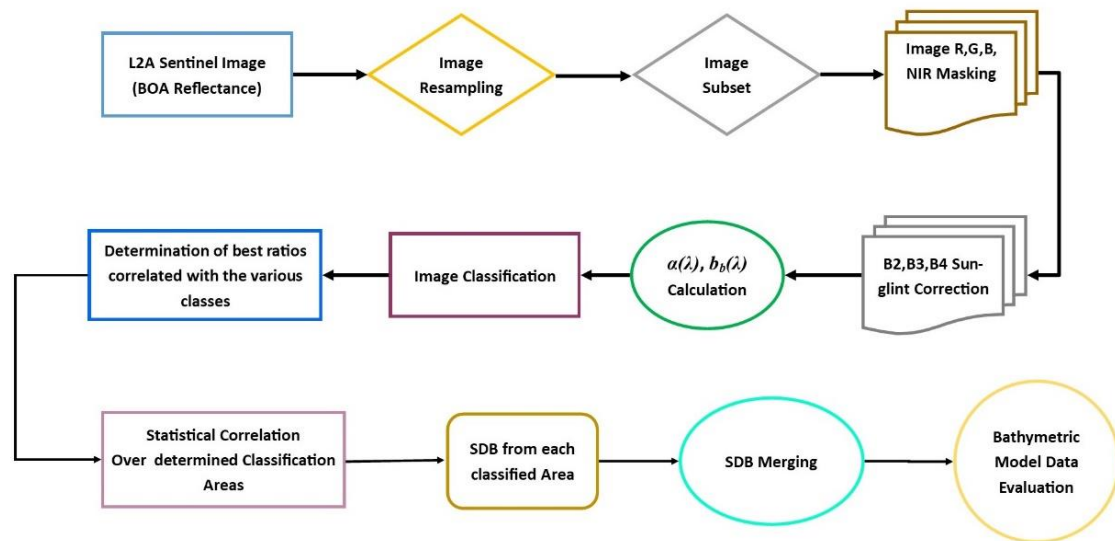 L2A Sentinel Image
(BOA Reflectance)
Image
Resampling
Image
Subset
Image R,G,B,
NIR Masking
B2,B3,B4 Sun-
glint Correction
α(λ), b_b(λ)
Calculation
Image Classification
Determination of best ratios
correlated with the various
classes
Statistical Correlation
Over determined Classification
Areas
SDB from each
classified Area
SDB Merging
Bathymetric
Model Data
Evaluation